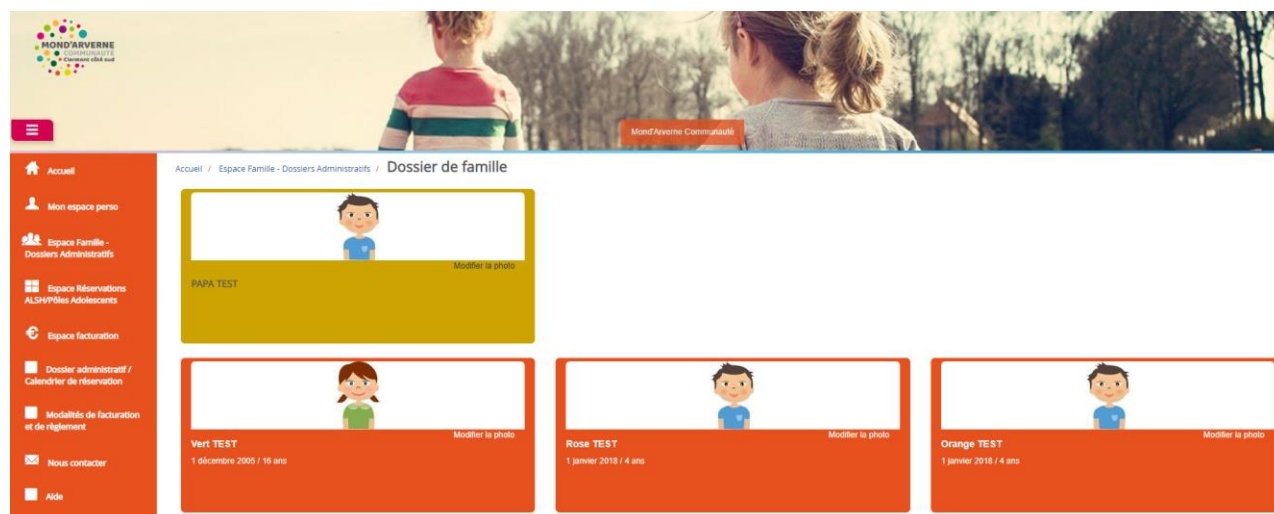 MOND'ARVERNE
COMMUNAUTÉ
Clermont côté sud
Mond'Arverne Communauté
Accueil
Mon espace perso
Espace Famille -
Dossiers Administratifs
Espace Réservations
ALSH/Pôles Adolescents
Espace facturation
Dossier administratif /
Calendrier de réservation
Modalités de facturation
et de règlement
Nous contacter
Aide
Accueil / Espace Famille - Dossiers Administratifs / Dossier de famille
Modifier la photo
PAPA TEST
Modifier la photo
Vert TEST
1 décembre 2005 / 16 ans
Modifier la photo
Rose TEST
1 janvier 2018 / 4 ans
Modifier la photo
Orange TEST
1 janvier 2018 / 4 ans